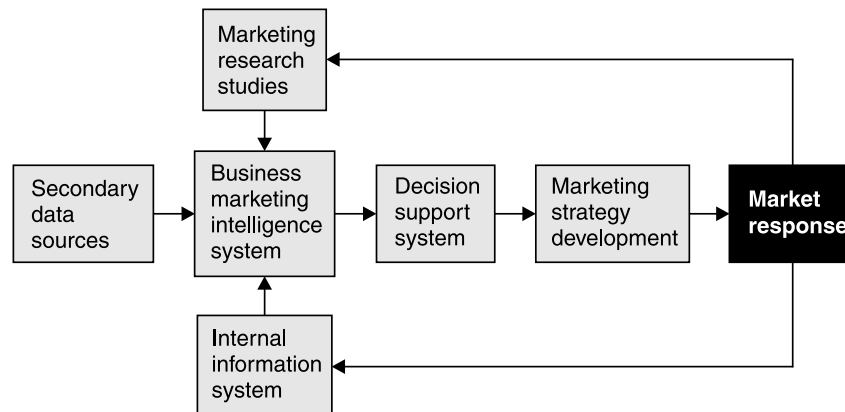 Marketing
research
studies
Secondary
data
sources
Business
marketing
intelligence
system
Decision
support
system
Marketing
strategy
development
Market
response
Internal
information
system